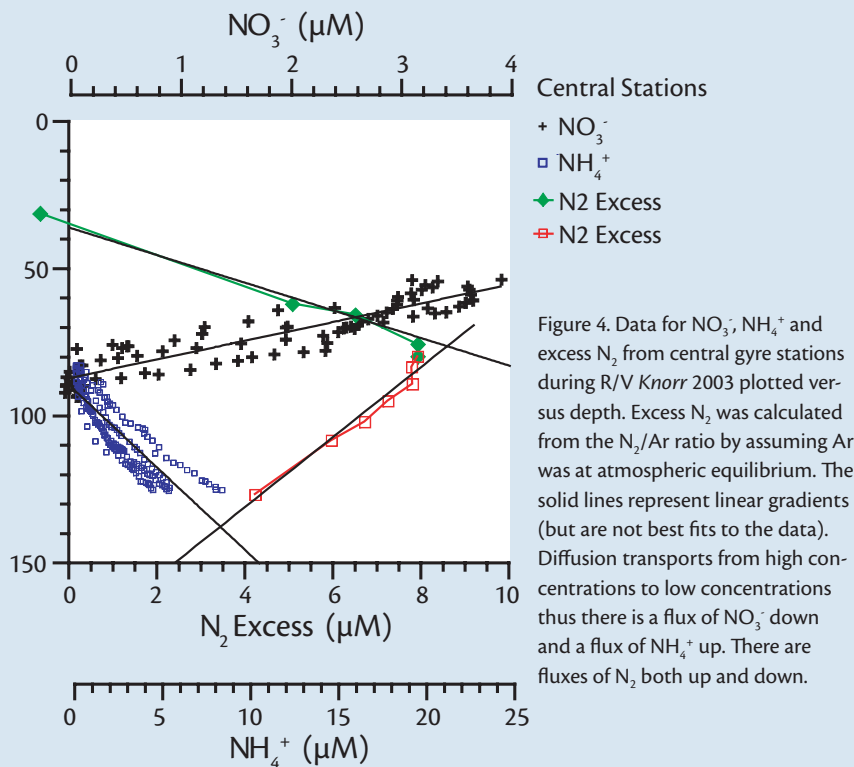 NO₃⁻ (µM)
0 1 2 3 4
0
50
100
150
0 2 4 6 8 10
N₂ Excess (µM)
0 5 10 15 20 25
NH₄⁺ (µM)
Central Stations
+ NO₃⁻
NH₄⁺
N2 Excess
N2 Excess
Figure 4. Data for NO₃⁻, NH₄⁺ and
excess N₂ from central gyre stations
during R/V Knorr 2003 plotted ver-
sus depth. Excess N₂ was calculated
from the N₂/Ar ratio by assuming Ar
was at atmospheric equilibrium. The
solid lines represent linear gradients
(but are not best fits to the data).
Diffusion transports from high con-
centrations to low concentrations
thus there is a flux of NO₃⁻ down
and a flux of NH₄⁺ up. There are
fluxes of N₂ both up and down.